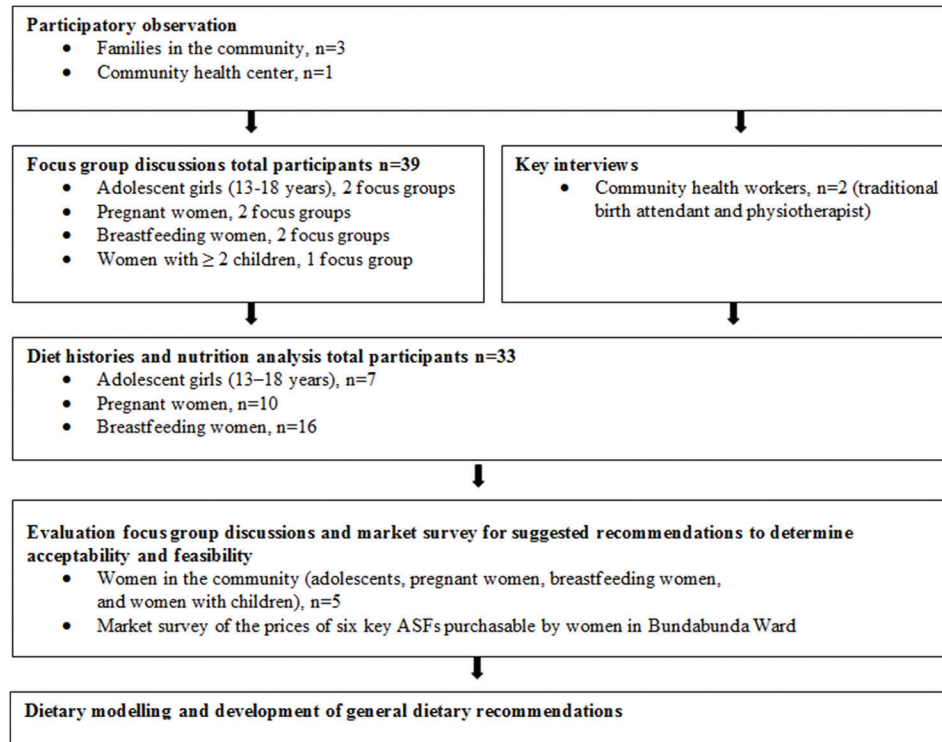 Participatory observation
• Families in the community, n=3
• Community health center, n=1
Focus group discussions total participants n=39
• Adolescent girls (13-18 years), 2 focus groups
• Pregnant women, 2 focus groups
• Breastfeeding women, 2 focus groups
• Women with ≥ 2 children, 1 focus group
Key interviews
• Community health workers, n=2 (traditional
birth attendant and physiotherapist)
Diet histories and nutrition analysis total participants n=33
• Adolescent girls (13–18 years), n=7
• Pregnant women, n=10
• Breastfeeding women, n=16
Evaluation focus group discussions and market survey for suggested recommendations to determine
acceptability and feasibility
• Women in the community (adolescents, pregnant women, breastfeeding women,
and women with children), n=5
• Market survey of the prices of six key ASFs purchasable by women in Bundabunda Ward
Dietary modelling and development of general dietary recommendations